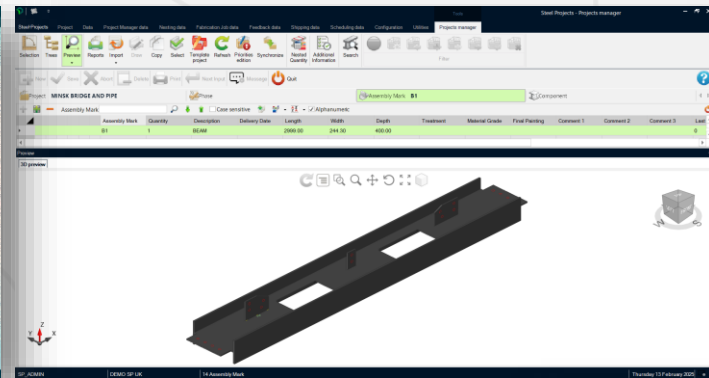 Tools
Steel Projects - Projects manager
Steel Projects Project Data Project Manager data Nesting data Fabrication Job data Feedback data Shipping data Scheduling data Configuration Utilities Projects manager
Selection Trees Preview Reports Import Draw Copy Select Template project Refresh Priorities edition Synchronize Nested Quantity Additional Information Search
Filter
New Save Abort Delete Print Next Input Message Quit
Project MINSK BRIDGE AND PIPE Phase Assembly Mark B1 Component
Assembly Mark Case sensitive Alphanumeric
Assembly Mark Quantity Description Delivery Date Length Width Depth Treatment Material Grade Final Painting Comment 1 Comment 2 Comment 3 Last
B1 1 BEAM 2999.00 244.00 400.00 0
Preview
3D preview
W S
Z
Y X
SP_ADMIN DEMO SP UK 14 Assembly Mark Thursday 13 February 2025